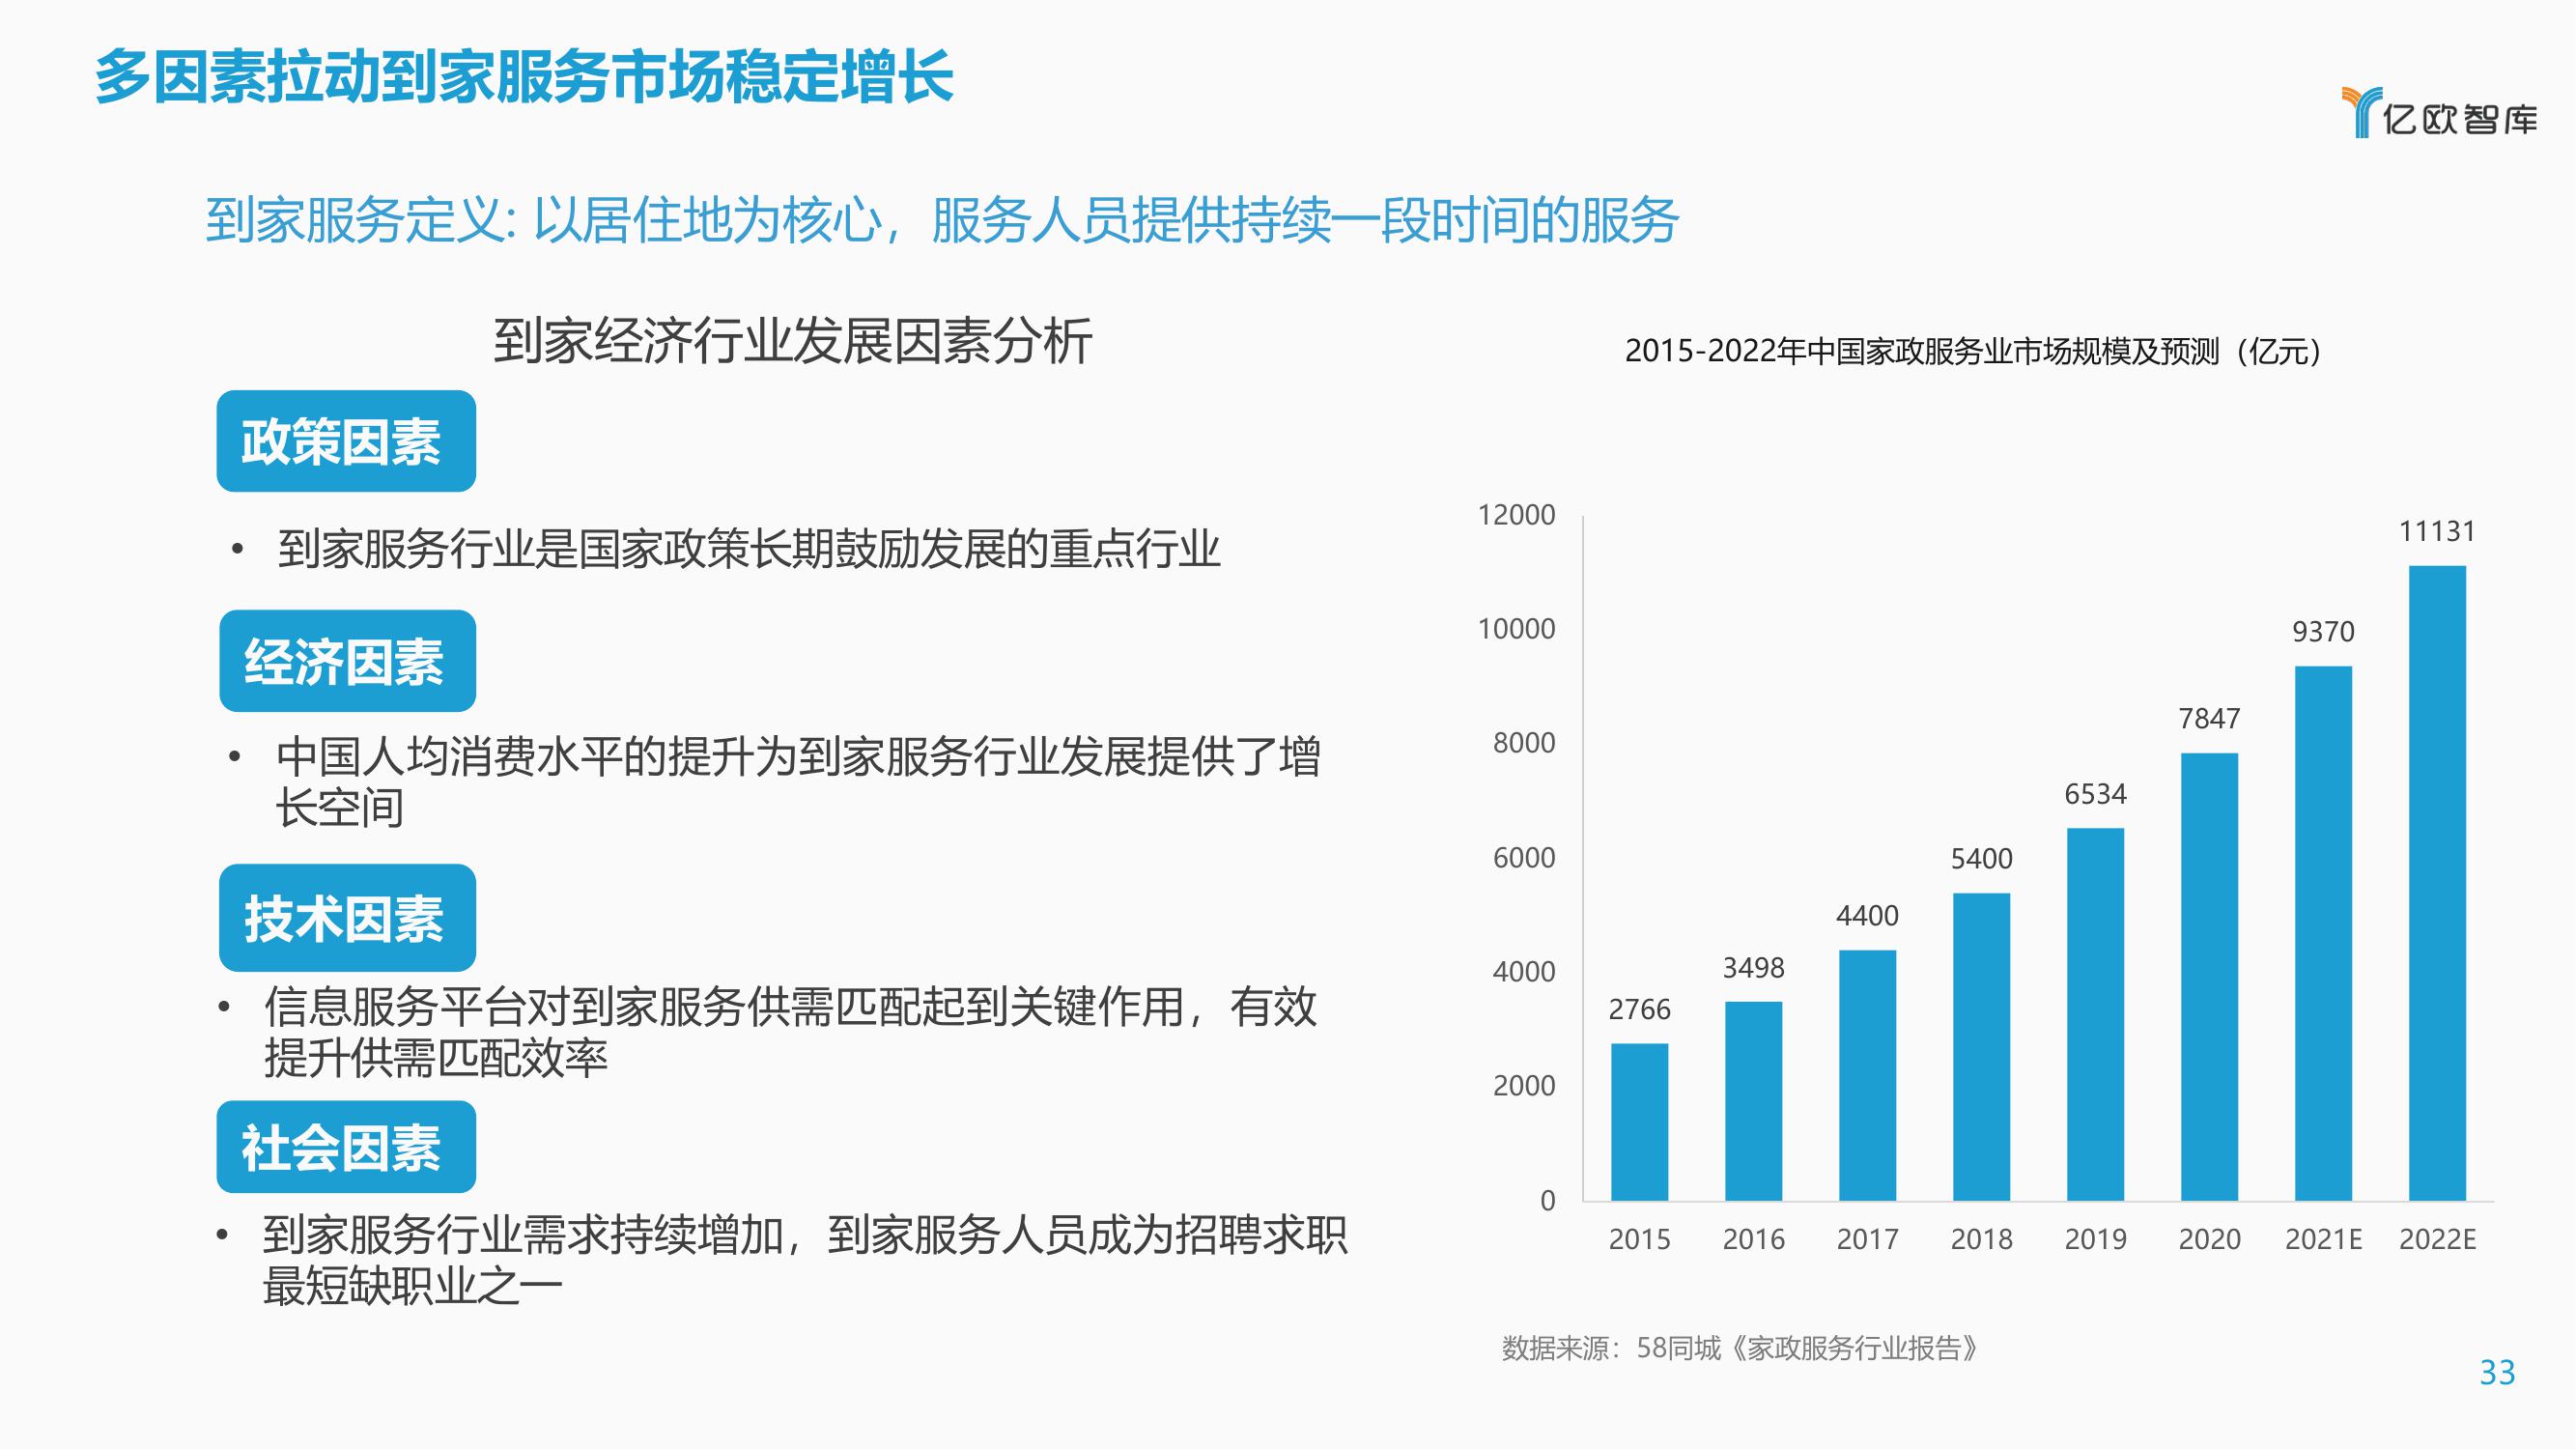 多因素拉动到家服务市场稳定增长
亿欧智库
到家服务定义: 以居住地为核心，服务人员提供持续一段时间的服务
到家经济行业发展因素分析
政策因素
• 到家服务行业是国家政策长期鼓励发展的重点行业
经济因素
• 中国人均消费水平的提升为到家服务行业发展提供了增
长空间
技术因素
• 信息服务平台对到家服务供需匹配起到关键作用，有效
提升供需匹配效率
社会因素
• 到家服务行业需求持续增加，到家服务人员成为招聘求职
最短缺职业之一
2015-2022年中国家政服务业市场规模及预测（亿元）
12000
10000
8000
6000
4000
2000
0
2766
3498
4400
5400
6534
7847
9370
11131
2015 2016 2017 2018 2019 2020 2021E 2022E
数据来源：58同城《家政服务行业报告》
33